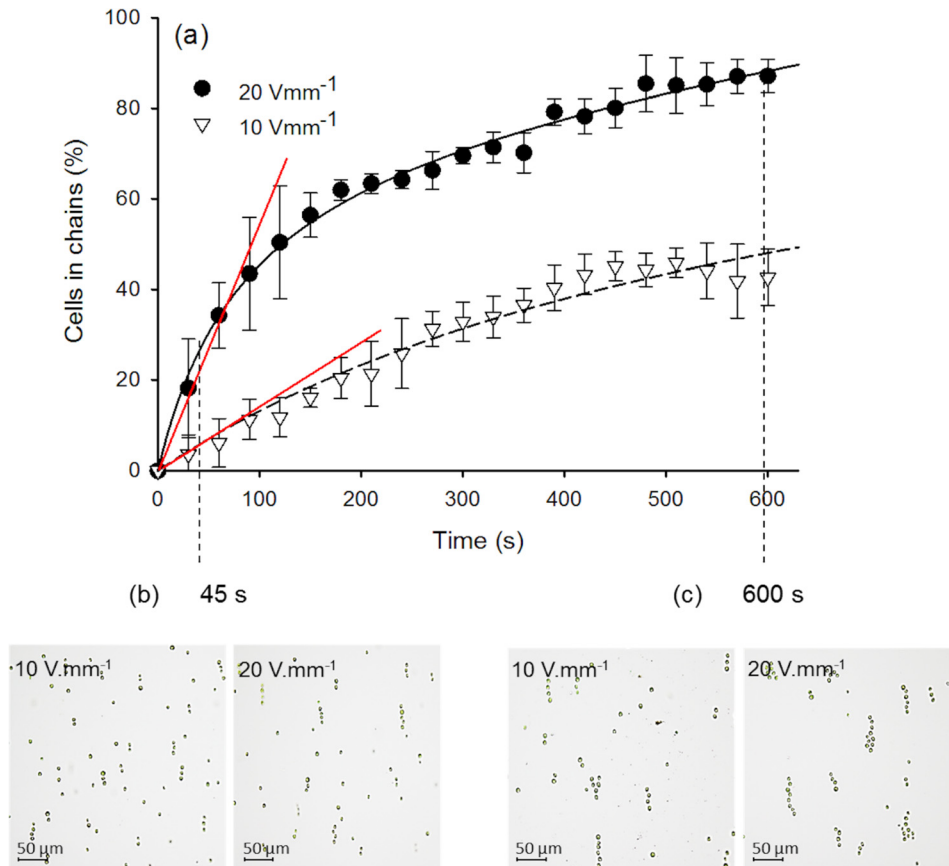 100
(a)
20 Vmm⁻¹
10 Vmm⁻¹
80
60
40
20
0
Cells in chains (%)
0 100 200 300 400 500 600
Time (s)
(b) 45 s (c) 600 s
10 V.mm⁻¹ 20 V.mm⁻¹ 10 V.mm⁻¹ 20 V.mm⁻¹
50 µm 50 µm 50 µm 50 µm